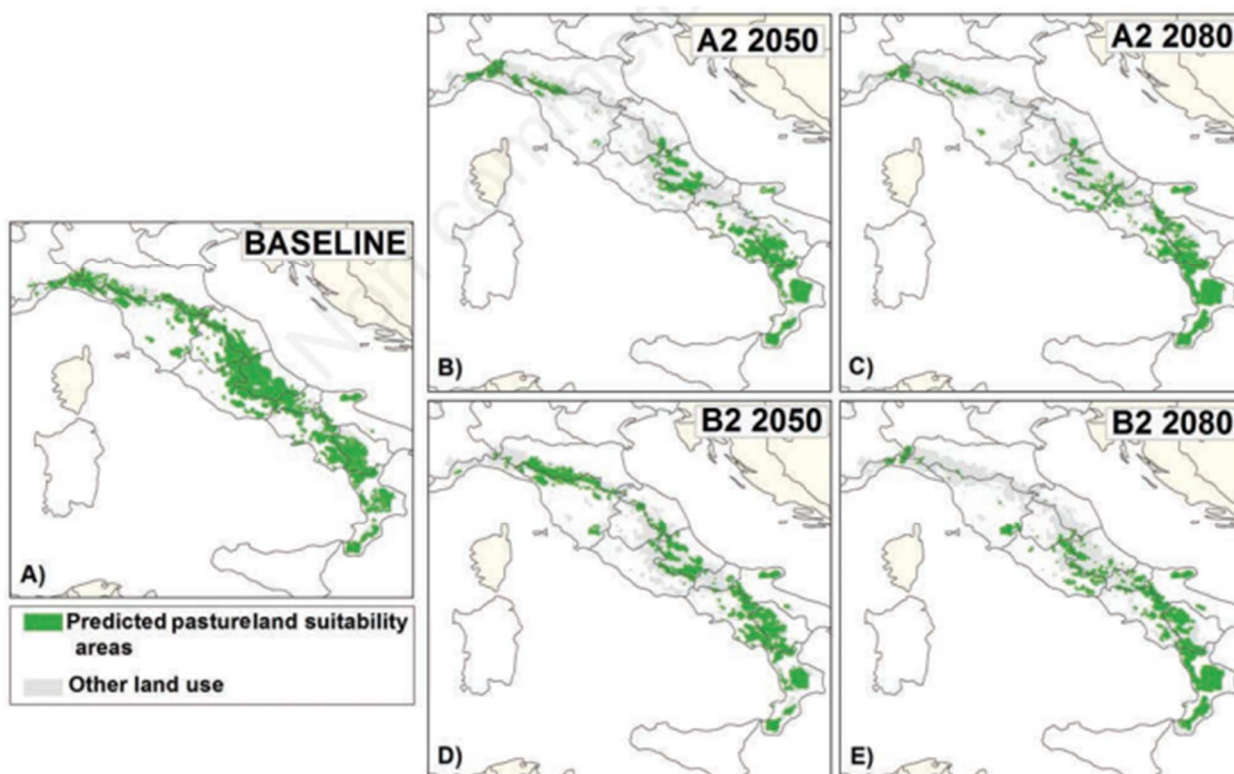 A2 2050
A2 2080
B)
C)
BASELINE
A)
B2 2050
B2 2080
D)
E)
Predicted pastureland suitability
areas
Other land use